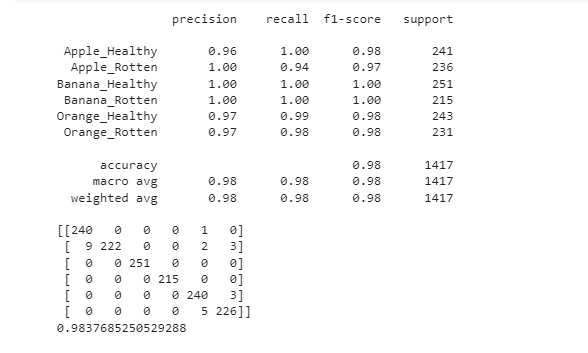 precision recall f1-score support
Apple_Healthy 0.96 1.00 0.98 241
Apple_Rotten 1.00 0.94 0.97 236
Banana_Healthy 1.00 1.00 1.00 251
Banana_Rotten 1.00 1.00 1.00 215
Orange_Healthy 0.97 0.99 0.98 243
Orange_Rotten 0.97 0.98 0.98 231
accuracy 0.98 1417
macro avg 0.98 0.98 0.98 1417
weighted avg 0.98 0.98 0.98 1417
[[240 0 0 0 1 0]
[ 9 222 0 0 2 3]
[ 0 0 251 0 0 0]
[ 0 0 0 215 0 0]
[ 0 0 0 0 240 3]
[ 0 0 0 0 5 226]]
0.9837685250529288